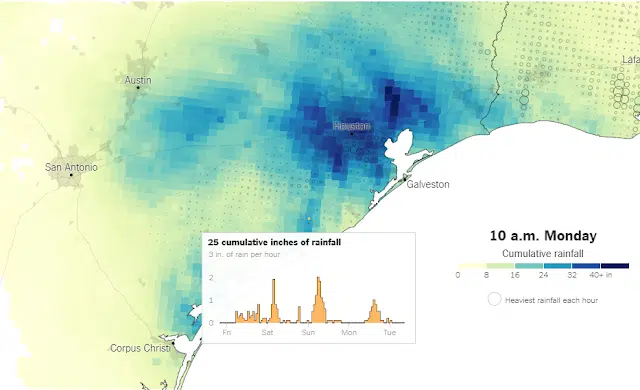 Lafa
Austin
Houston
San Antonio
Galveston
10 a.m. Monday
Cumulative rainfall
0 8 16 24 32 40+ in
Heaviest rainfall each hour
25 cumulative inches of rainfall
3 in. of rain per hour
2
1
0
Fri Sat Sun Mon Tue
Corpus Christi